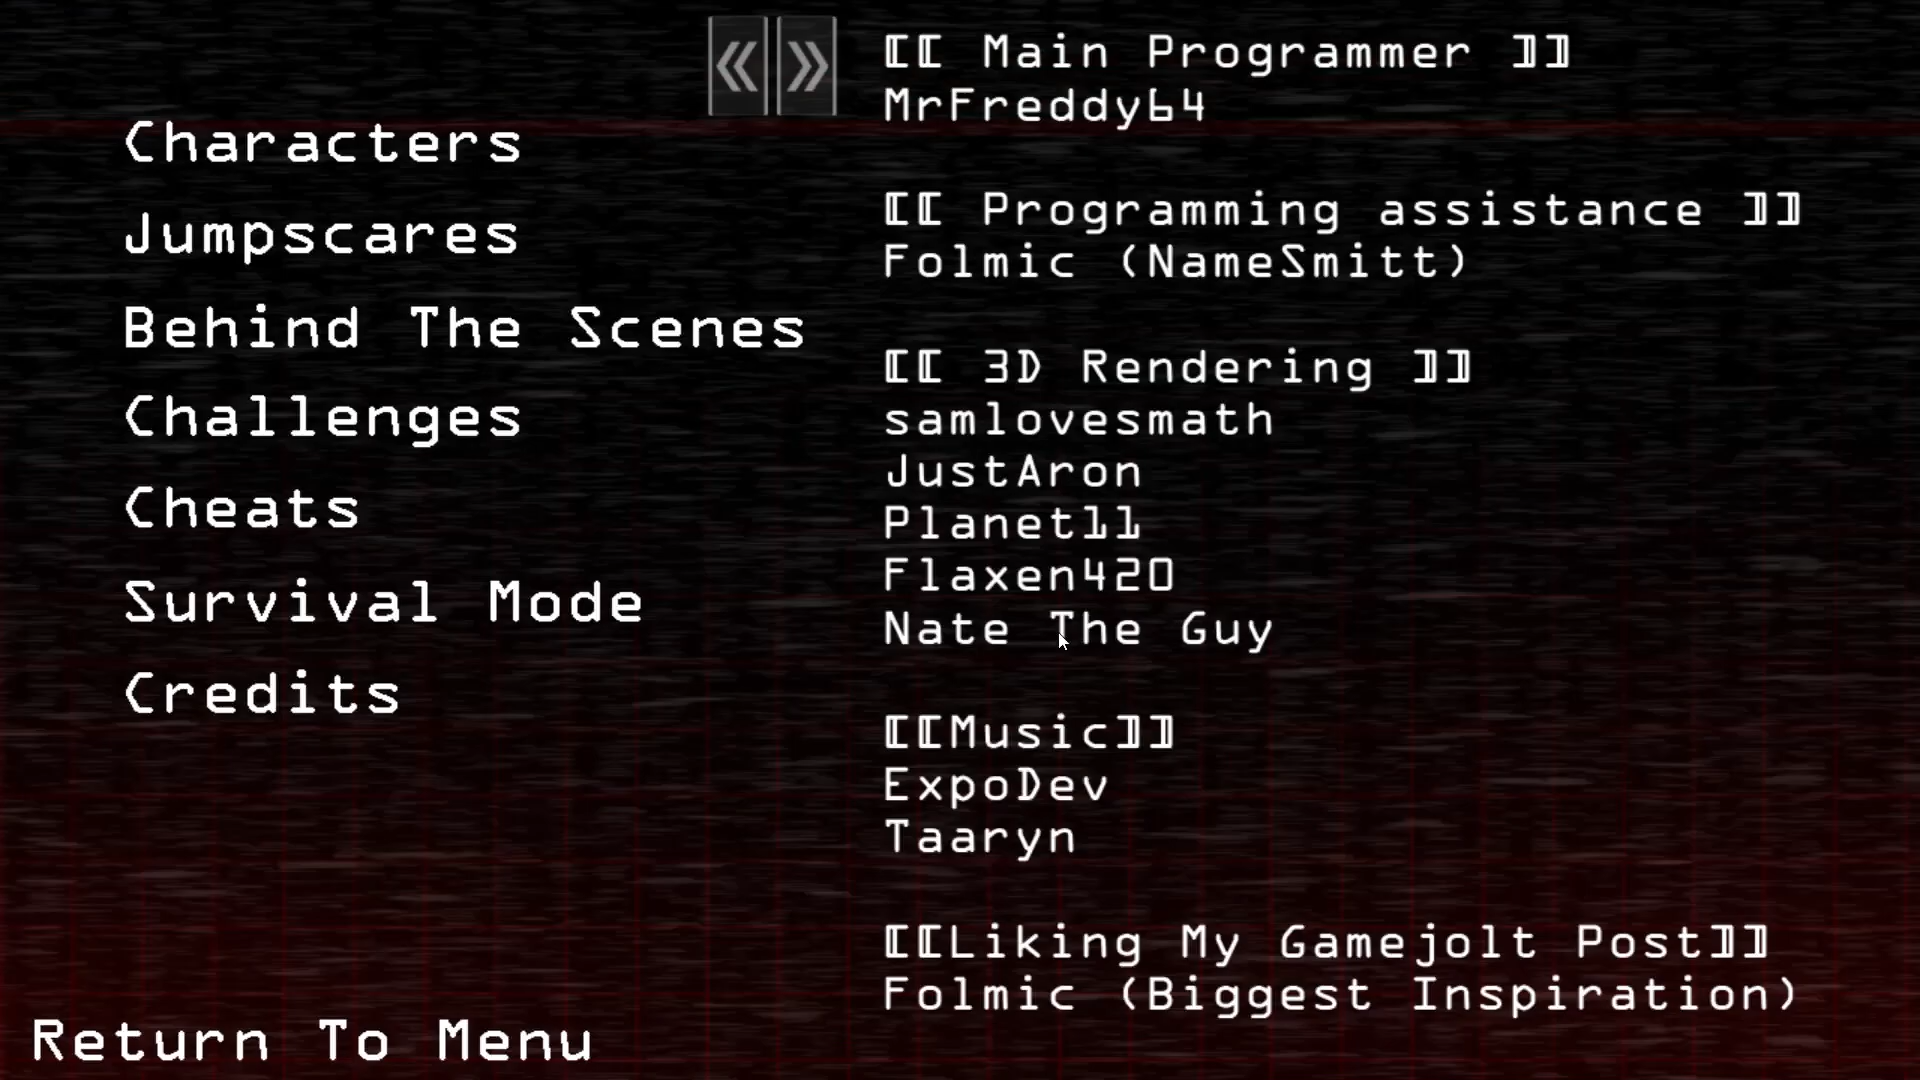 Characters
Jumpscares
Behind The Scenes
Challenges
Cheats
Survival Mode
Credits
Return To Menu
« »
[[ Main Programmer ]]
MrFreddy64
[[ Programming assistance ]]
Folmic (NameSmitt)
[[ 3D Rendering ]]
samlovesmath
JustAron
Planet11
Flaxen420
Nate The Guy
[[Music]]
ExpoDev
Taaryn
[[Liking My Gamejolt Post]]
Folmic (Biggest Inspiration)